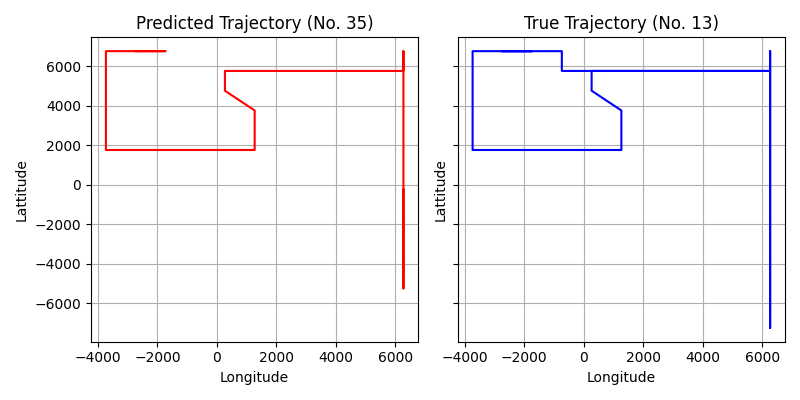 Predicted Trajectory (No. 35)
True Trajectory (No. 13)
6000
4000
2000
0
−2000
−4000
−6000
Lattitude
Lattitude
−4000 −2000 0 2000 4000 6000
−4000 −2000 0 2000 4000 6000
Longitude
Longitude